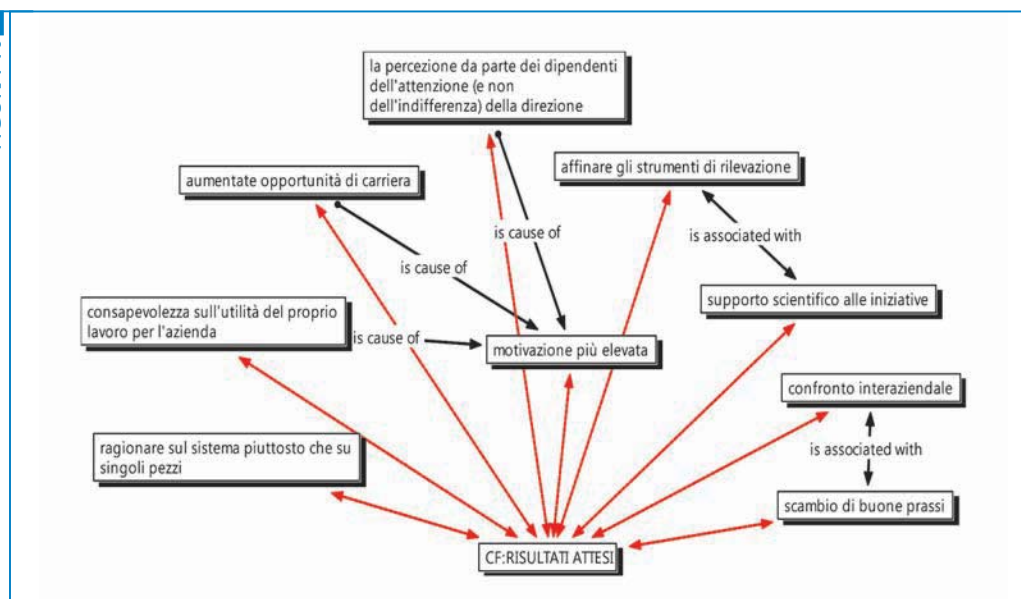 la percezione da parte dei dipendenti
dell'attenzione (e non
dell'indifferenza) della direzione
affinare gli strumenti di rilevazione
aumentate opportunità di carriera
is cause of
is associated with
is cause of
supporto scientifico alle iniziative
consapevolezza sull'utilità del proprio
lavoro per l'azienda
is cause of
motivazione più elevata
confronto interaziendale
ragionare sul sistema piuttosto che su
singoli pezzi
is associated with
scambio di buone prassi
CF:RISULTATI ATTESI